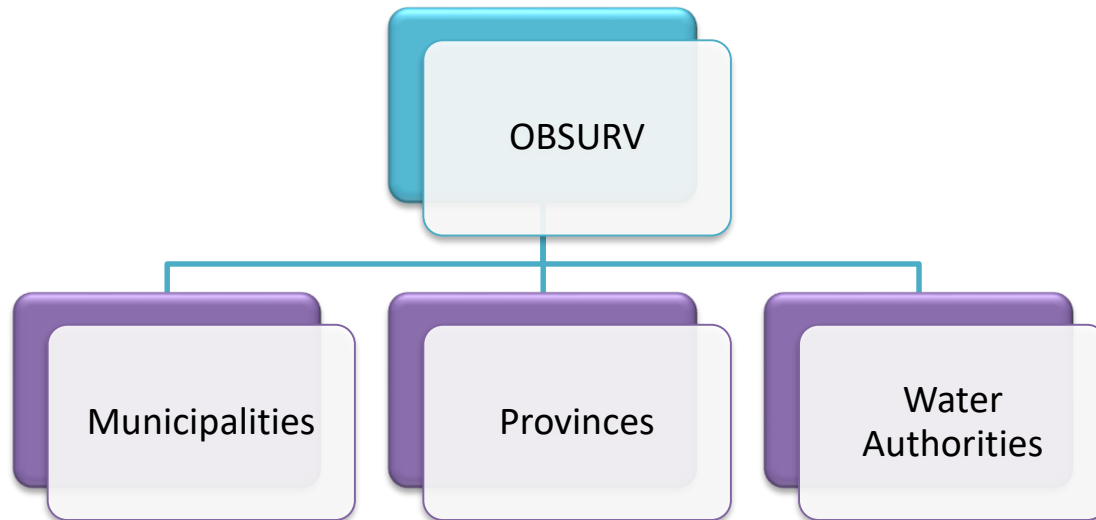 OBSURV
Municipalities
Provinces
Water
Authorities